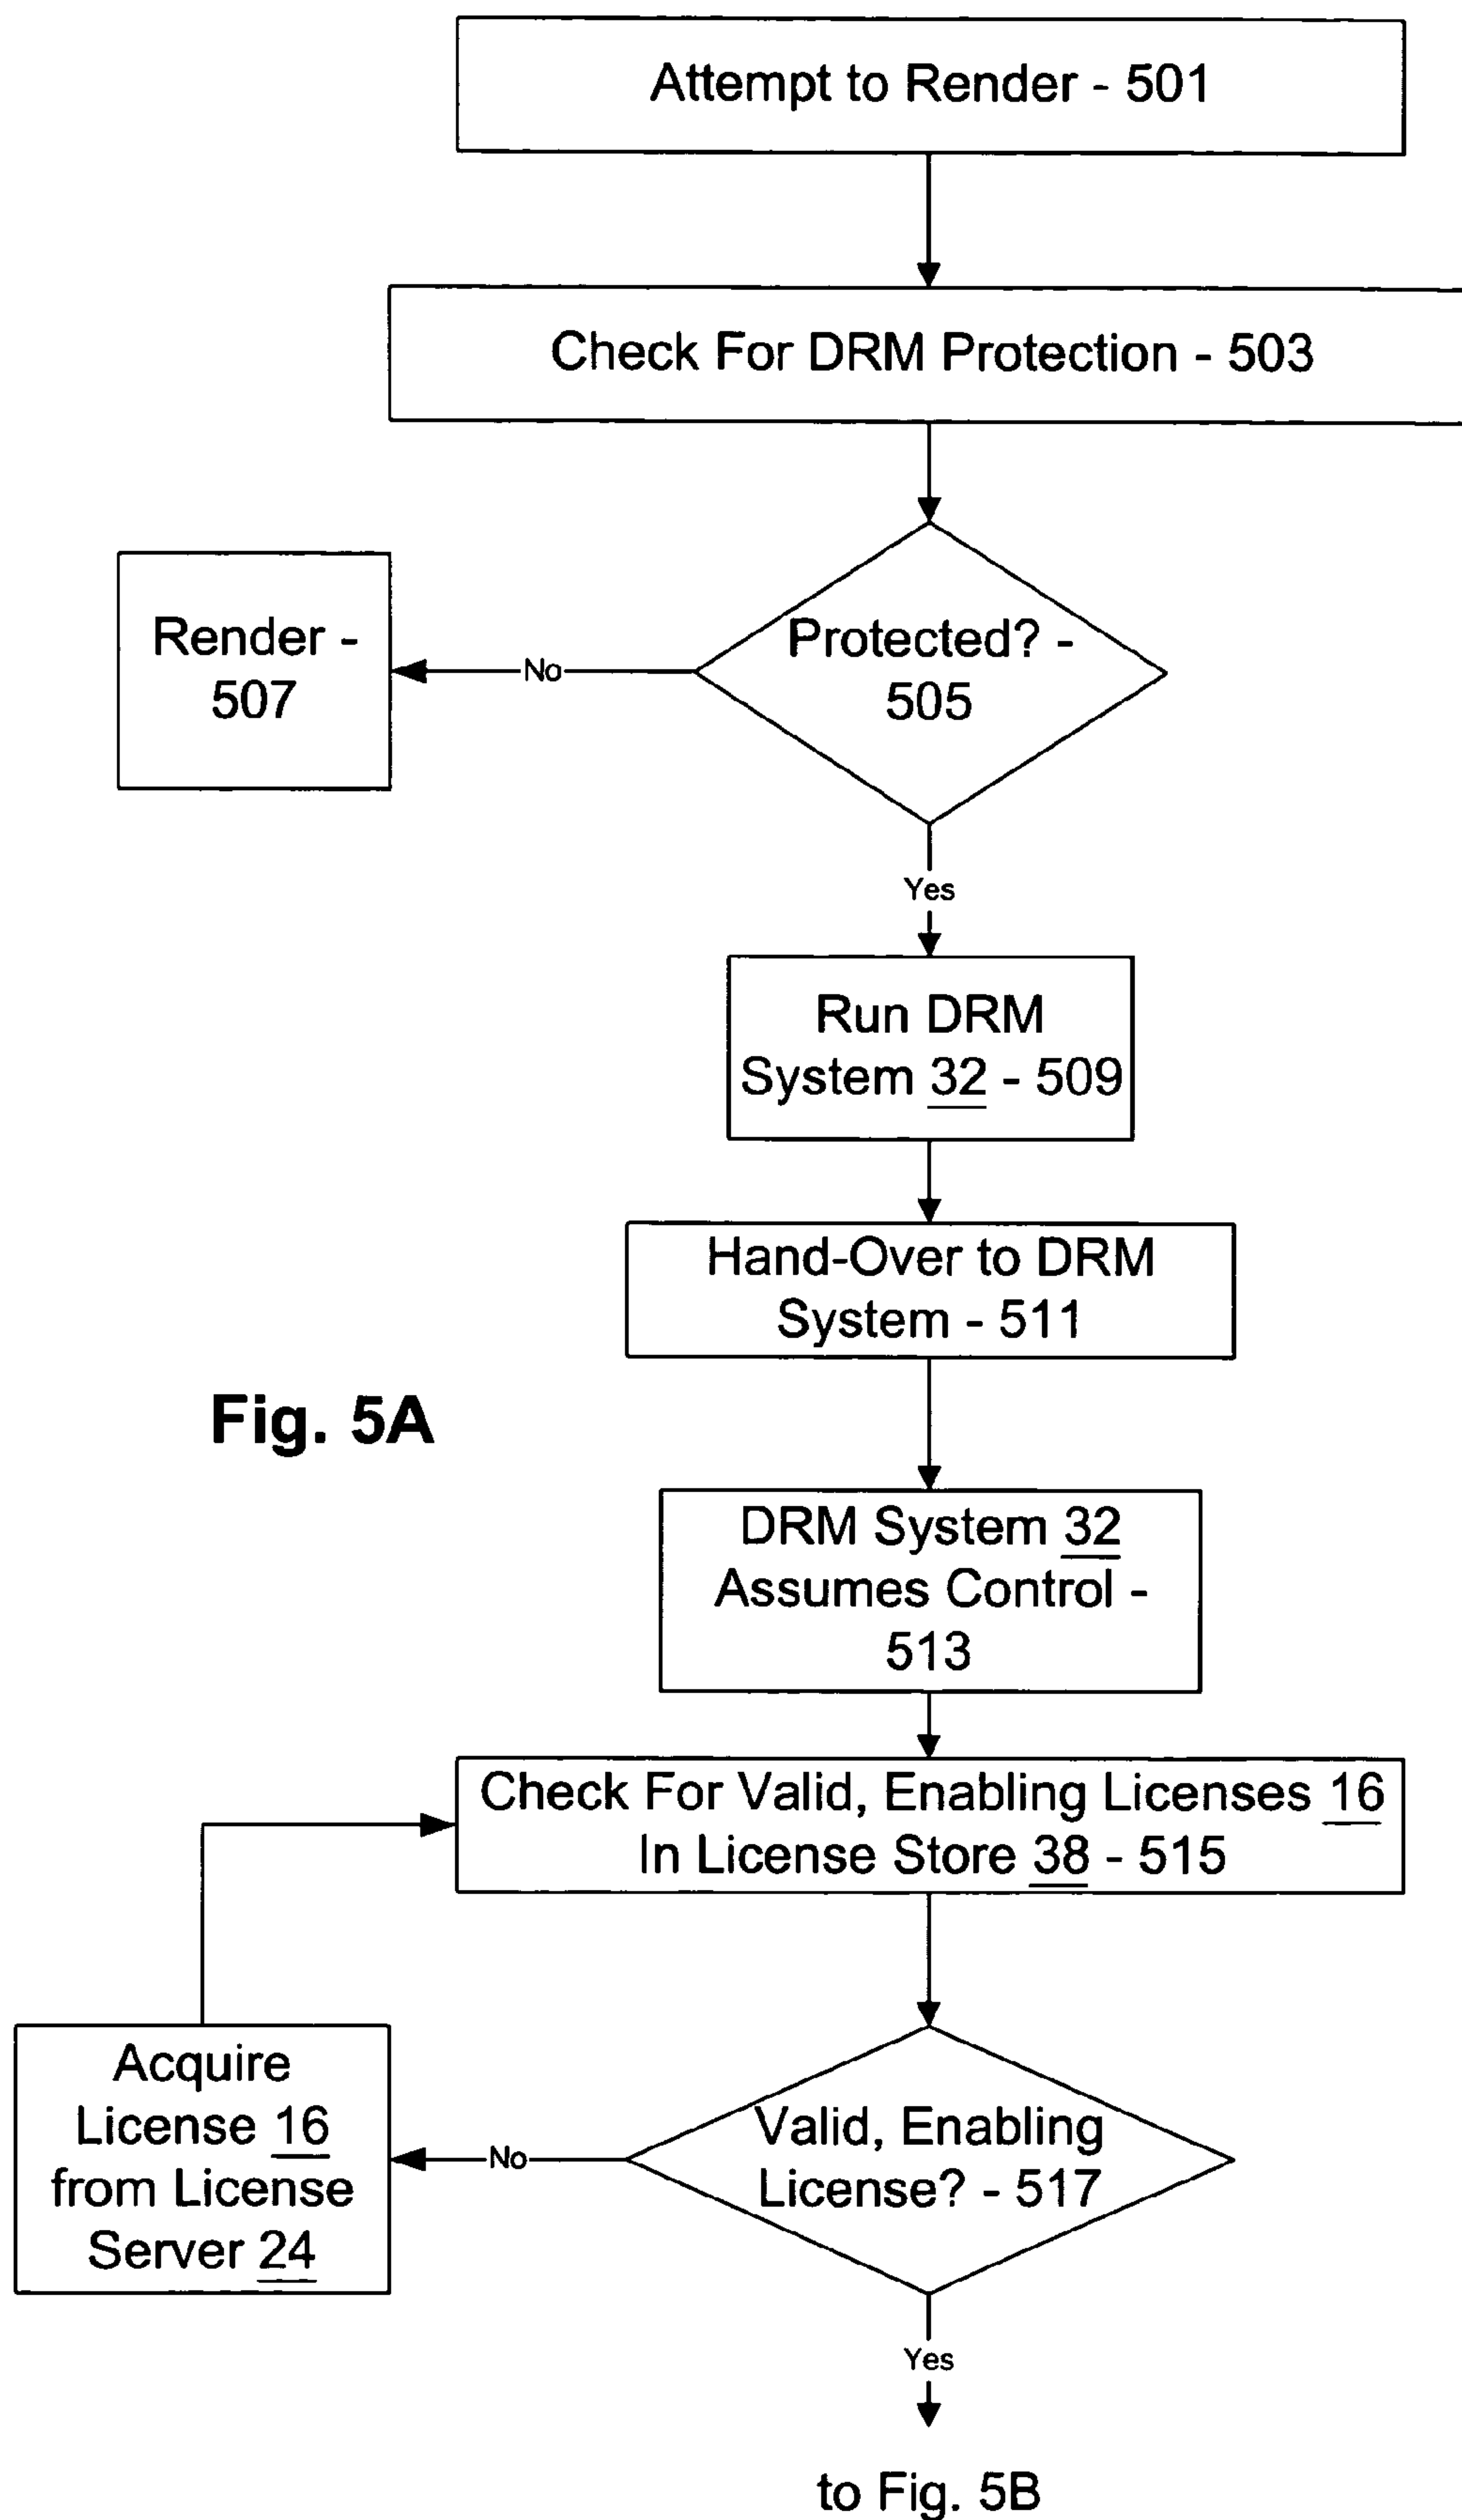 Attempt to Render - 501
Check For DRM Protection - 503
Protected? -
505
No
Render -
507
Yes
Run DRM
System 32 - 509
Hand-Over to DRM
System - 511
Fig. 5A
DRM System 32
Assumes Control -
513
Check For Valid, Enabling Licenses 16
In License Store 38 - 515
Valid, Enabling
License? - 517
No
Acquire
License 16
from License
Server 24
Yes
to Fig. 5B